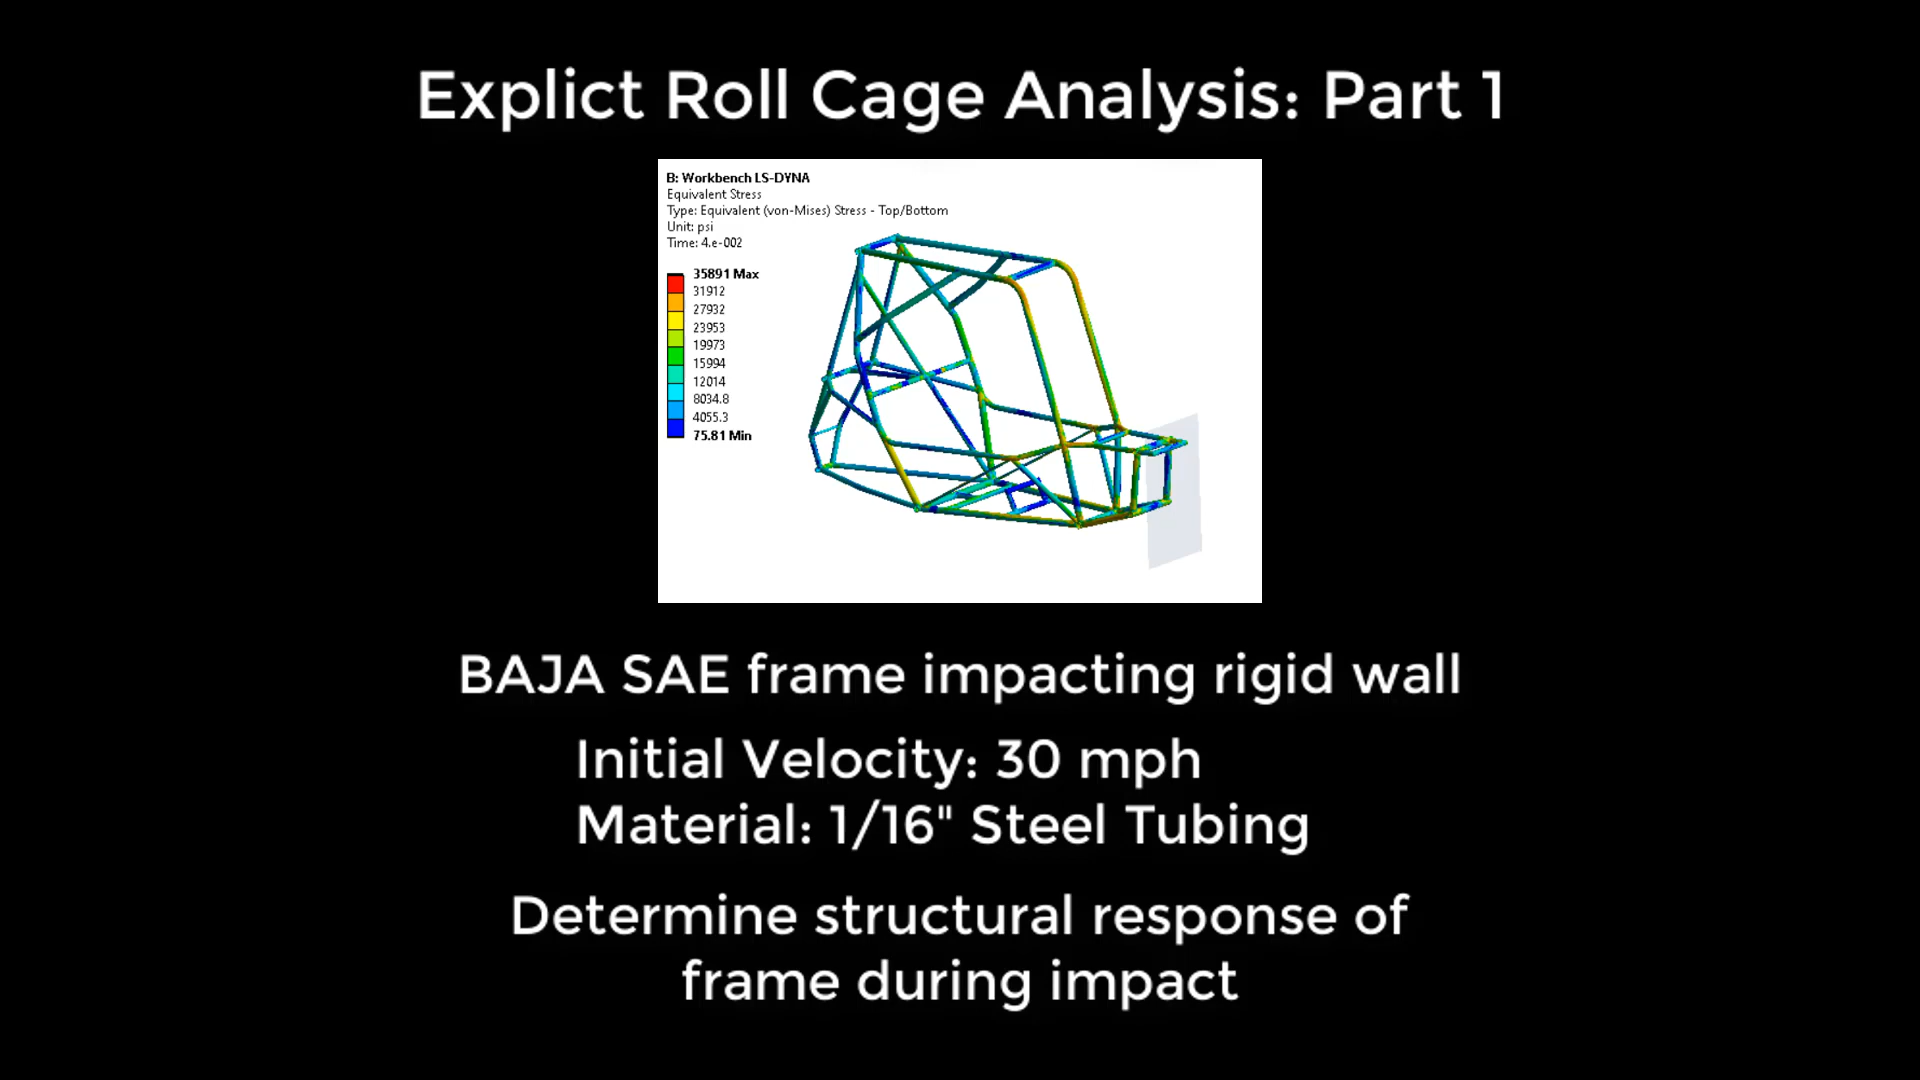 Explict Roll Cage Analysis: Part 1
B: Workbench LS-DYNA
Equivalent Stress
Type: Equivalent (von-Mises) Stress - Top/Bottom
Unit: psi
Time: 4.e-002
35891 Max
31912
27932
23953
19973
15994
12014
8034.8
4055.3
75.81 Min
BAJA SAE frame impacting rigid wall
Initial Velocity: 30 mph
Material: 1/16" Steel Tubing
Determine structural response of
frame during impact